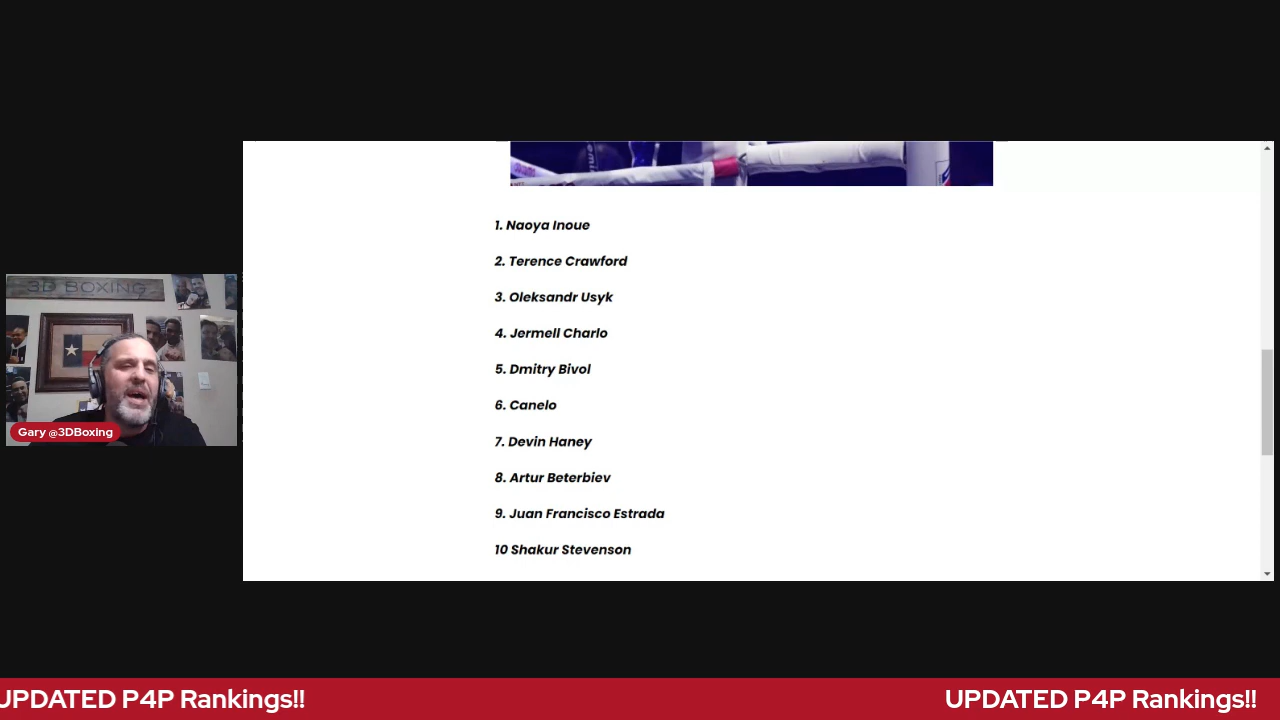 3D BOXING
Gary @3DBoxing
1. Naoya Inoue
2. Terence Crawford
3. Oleksandr Usyk
4. Jermell Charlo
5. Dmitry Bivol
6. Canelo
7. Devin Haney
8. Artur Beterbiev
9. Juan Francisco Estrada
10 Shakur Stevenson
UPDATED P4P Rankings!! UPDATED P4P Rankings!!